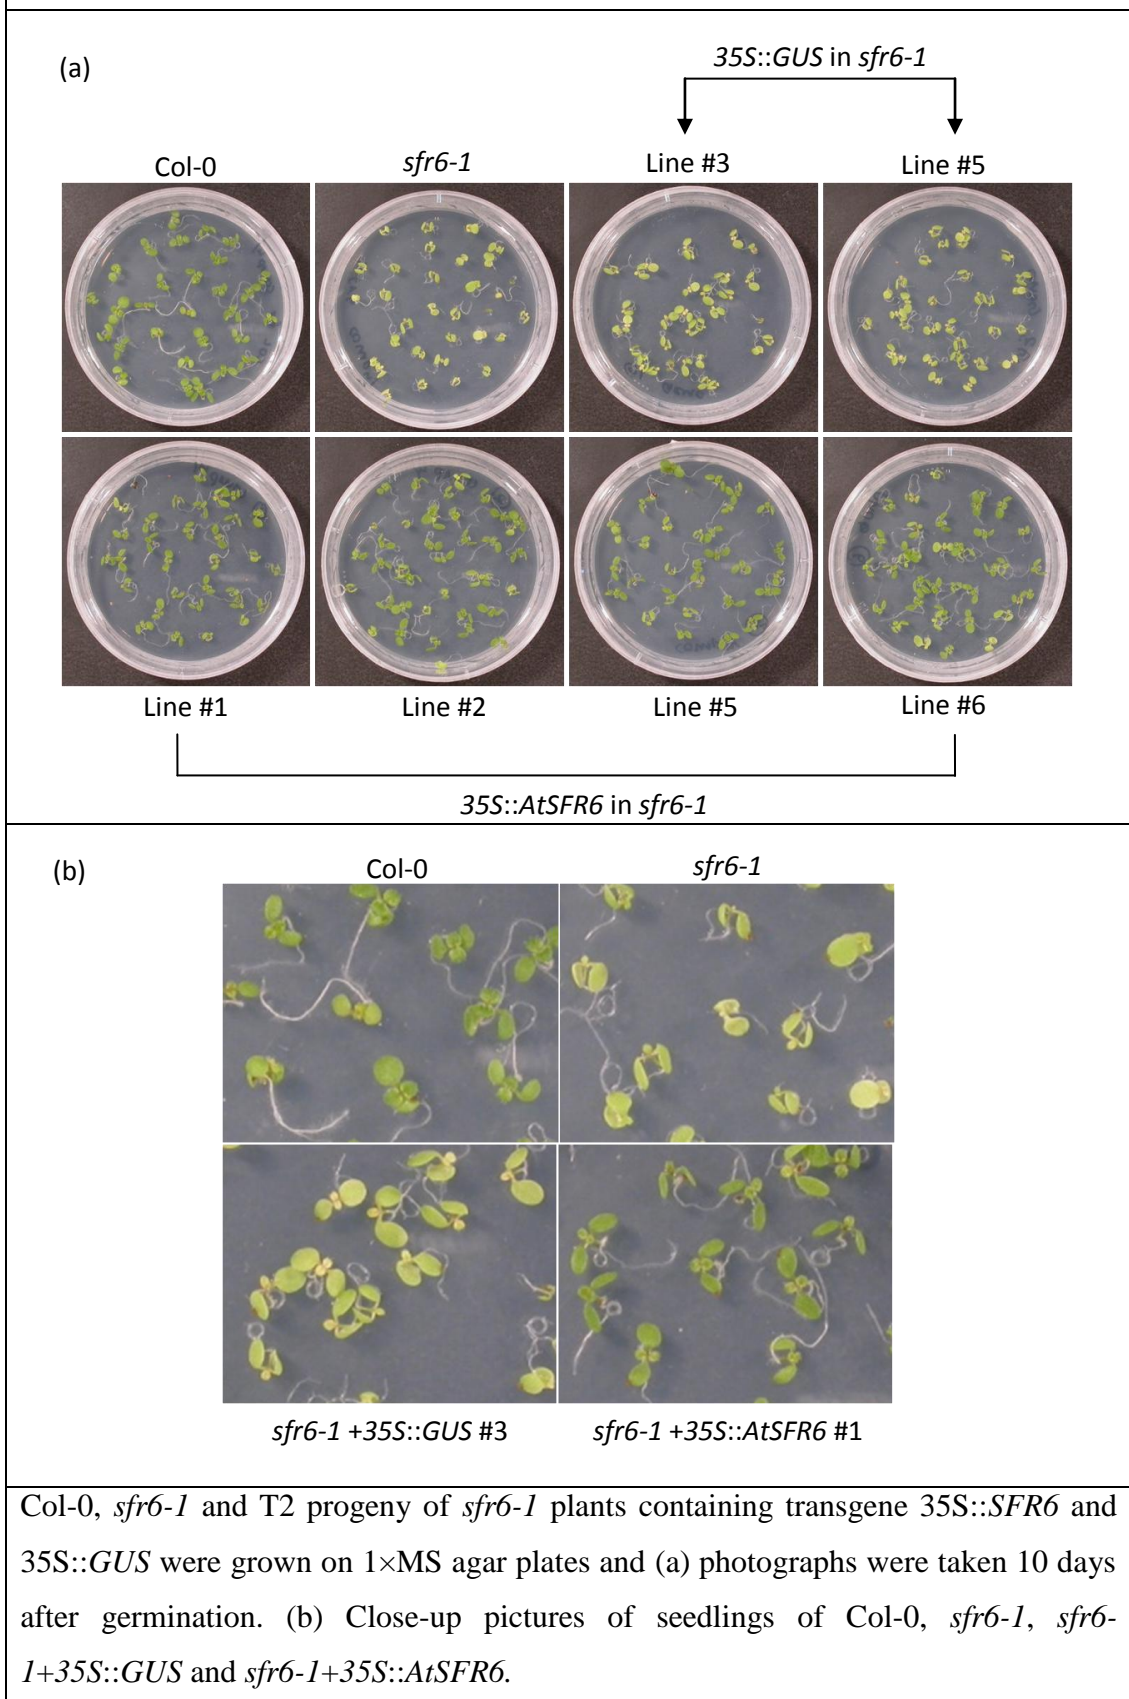 (a)
35S::GUS in sfr6-1
Col-0
sfr6-1
Line #3
Line #5
Line #1
Line #2
Line #5
Line #6
35S::AtSFR6 in sfr6-1
(b)
Col-0
sfr6-1
sfr6-1 +35S::GUS #3
sfr6-1 +35S::AtSFR6 #1
Col-0, sfr6-1 and T2 progeny of sfr6-1 plants containing transgene 35S::SFR6 and
35S::GUS were grown on 1×MS agar plates and (a) photographs were taken 10 days
after germination. (b) Close-up pictures of seedlings of Col-0, sfr6-1, sfr6-
1+35S::GUS and sfr6-1+35S::AtSFR6.